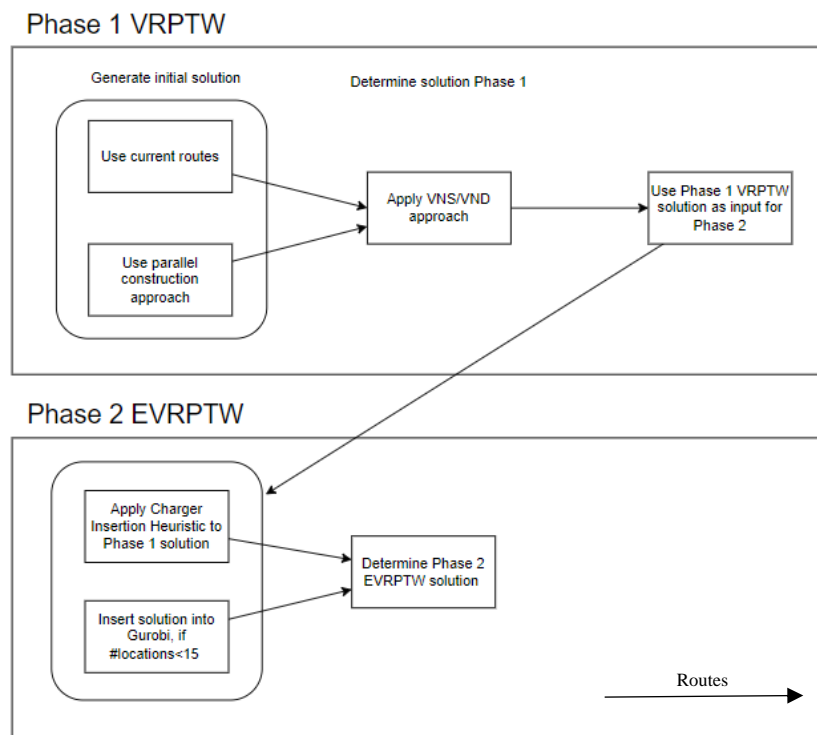 Phase 1 VRPTW
Generate initial solution
Determine solution Phase 1
Use current routes
Use parallel
construction
approach
Apply VNS/VND
approach
Use Phase 1 VRPTW
solution as input for
Phase 2
Phase 2 EVRPTW
Apply Charger
Insertion Heuristic to
Phase 1 solution
Insert solution into
Gurobi, if
#locations<15
Determine Phase 2
EVRPTW solution
Routes